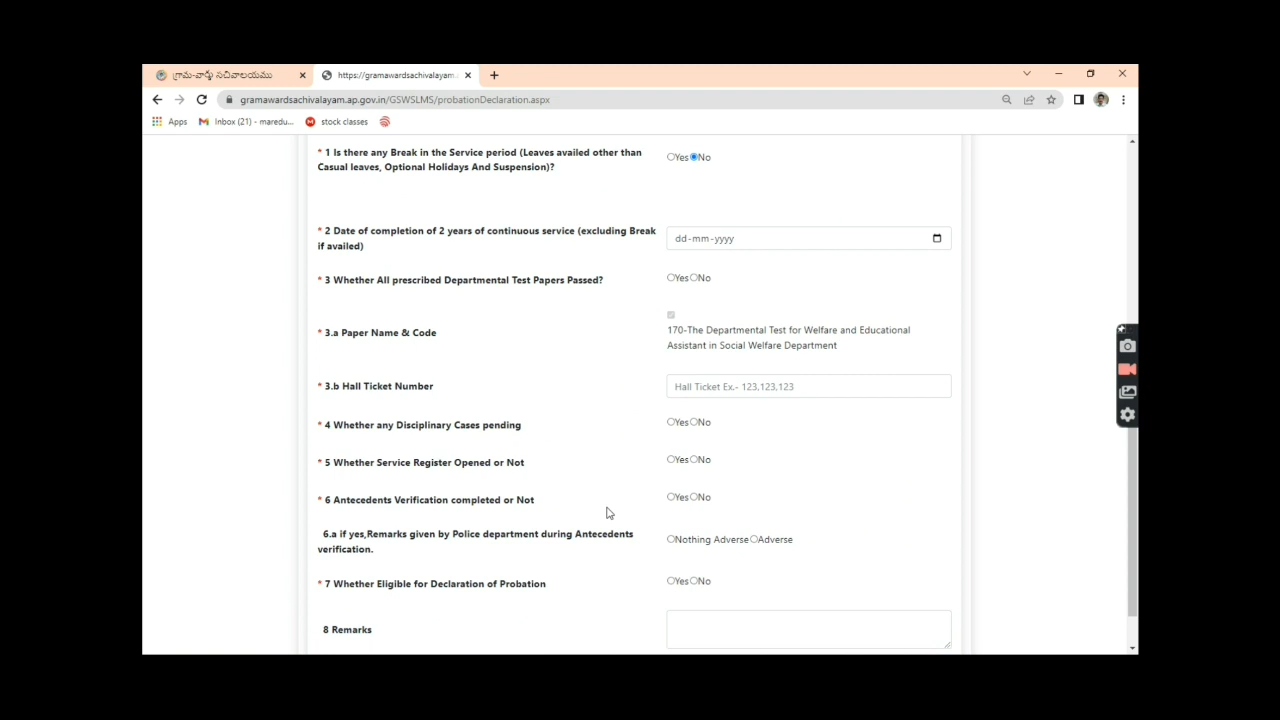 గ్రామ-వార్డు సచివాలయము
https://gramawardsachivalayam.
gramawardsachivalayam.ap.gov.in/GSWSLMS/probationDeclaration.aspx
Apps Inbox (21) - maredu... stock classes
* 1 Is there any Break in the Service period (Leaves availed other than
Casual leaves, Optional Holidays And Suspension)?
Yes No
* 2 Date of completion of 2 years of continuous service (excluding Break
if availed)
dd-mm-yyyy
* 3 Whether All prescribed Departmental Test Papers Passed?
Yes No
* 3.a Paper Name & Code
170-The Departmental Test for Welfare and Educational
Assistant in Social Welfare Department
* 3.b Hall Ticket Number
Hall Ticket Ex.- 123,123,123
* 4 Whether any Disciplinary Cases pending
Yes No
* 5 Whether Service Register Opened or Not
Yes No
* 6 Antecedents Verification completed or Not
Yes No
6.a if yes,Remarks given by Police department during Antecedents
verification.
Nothing Adverse Adverse
* 7 Whether Eligible for Declaration of Probation
Yes No
8 Remarks